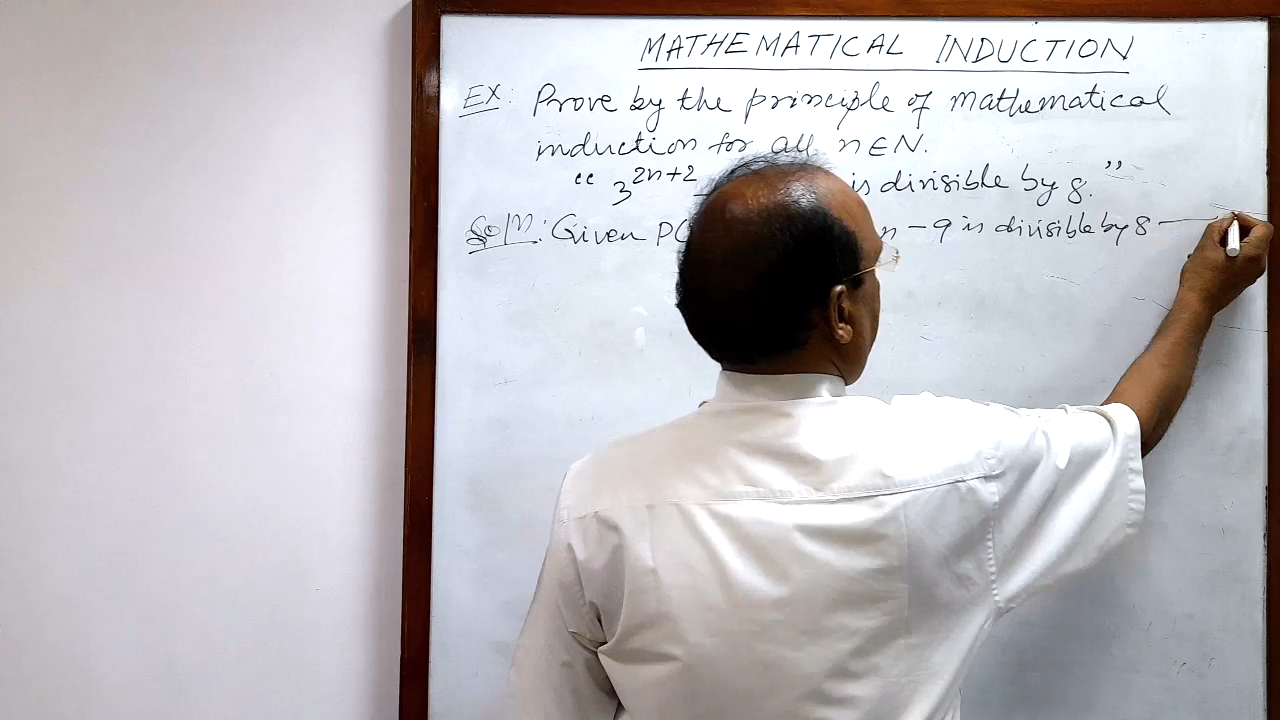 MATHEMATICAL INDUCTION
EX: Prove by the principle of mathematical
induction for all n∈N.
" 3^{2n+2} is divisible by 8."
Soln: Given P( n - 9 is divisible by 8